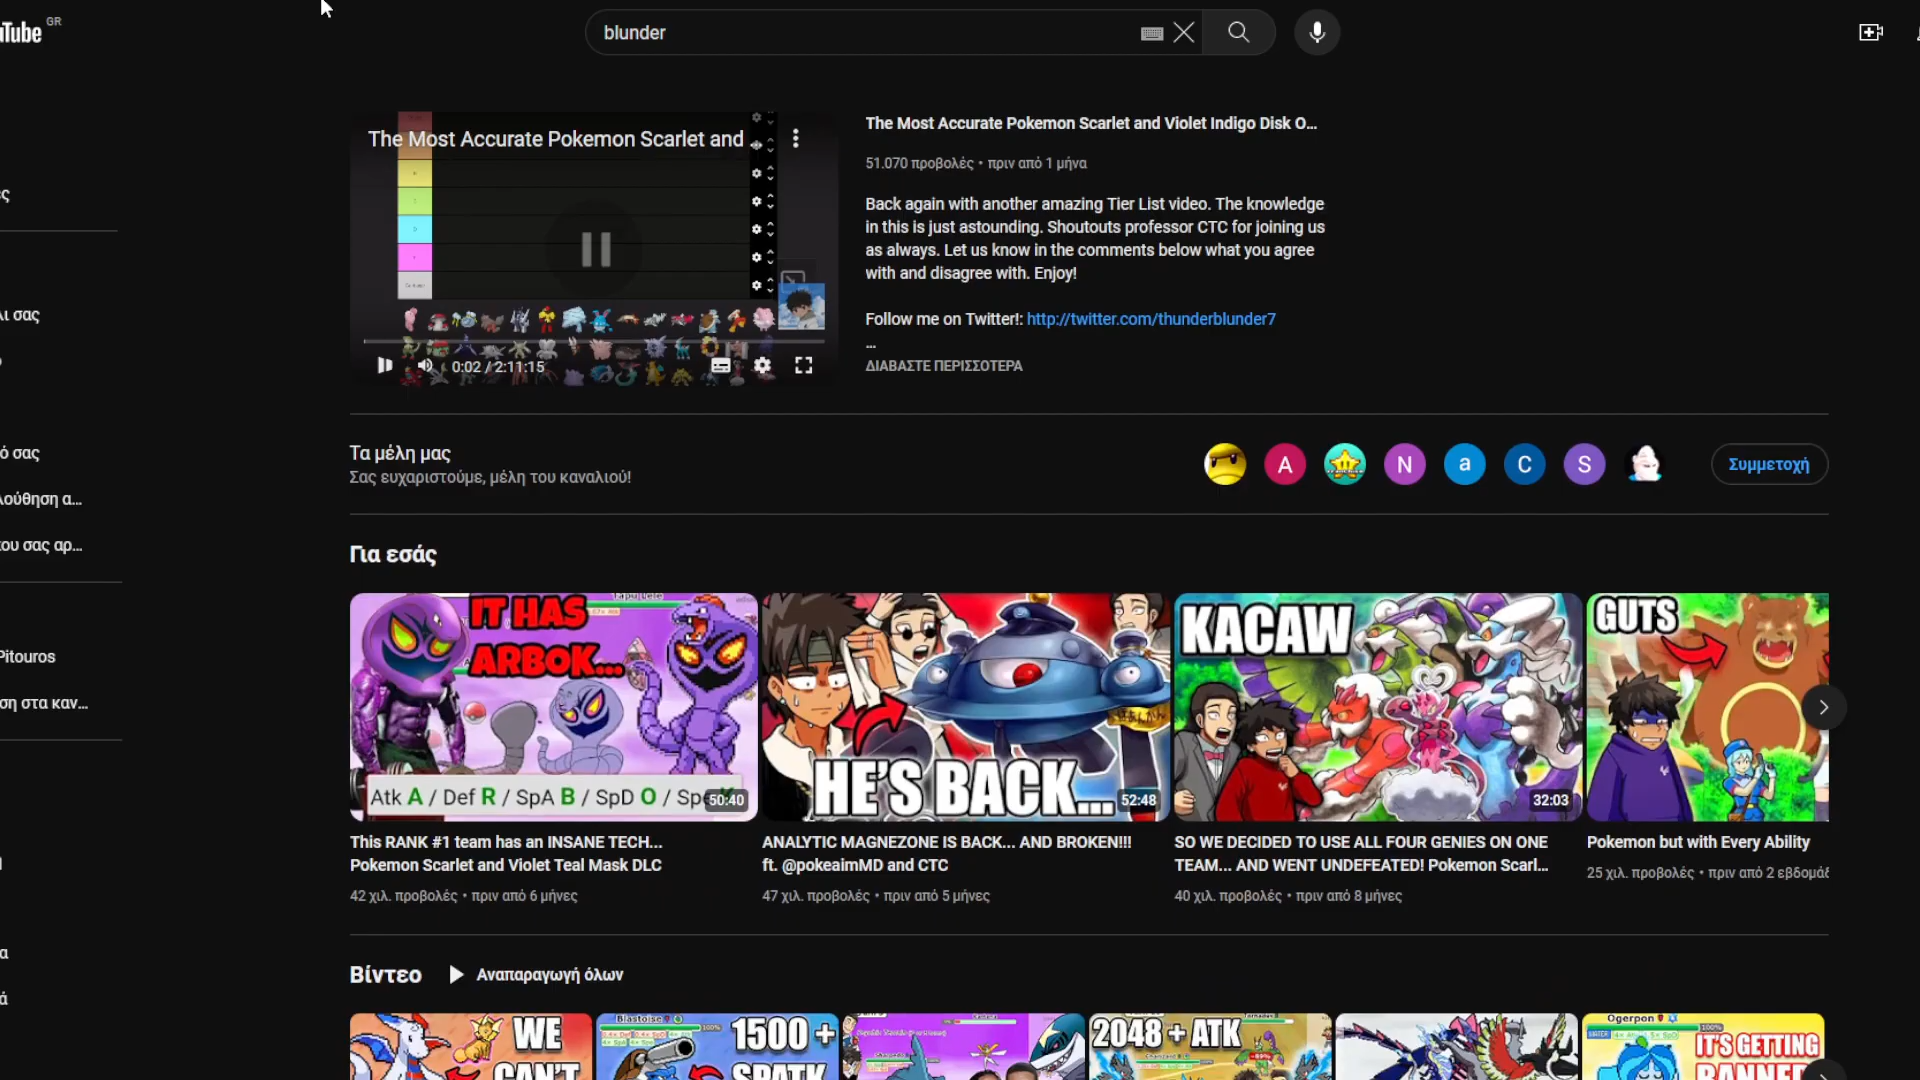 GR
blunder
The Most Accurate Pokemon Scarlet and
The Most Accurate Pokemon Scarlet and Violet Indigo Disk O...
51.070 προβολές • πριν από 1 μήνα
Back again with another amazing Tier List video. The knowledge
in this is just astounding. Shoutouts professor CTC for joining us
as always. Let us know in the comments below what you agree
with and disagree with. Enjoy!
Follow me on Twitter!: http://twitter.com/thunderblunder7
...
ΔΙΑΒΑΣΤΕ ΠΕΡΙΣΣΟΤΕΡΑ
0:02 / 2:11:15
Τα μέλη μας
Σας ευχαριστούμε, μέλη του καναλιού!
A
N
a
C
S
Συμμετοχή
σας
Pitouros
Για εσάς
Tapu Lele
IT HAS
ARBOK...
Atk A / Def R / SpA B / SpD O / Spe
50:40
HE'S BACK...
52:48
KACAW
32:03
GUTS
This RANK #1 team has an INSANE TECH...
Pokemon Scarlet and Violet Teal Mask DLC
42 χιλ. προβολές • πριν από 6 μήνες
ANALYTIC MAGNEZONE IS BACK... AND BROKEN!!!
ft. @pokeaimMD and CTC
47 χιλ. προβολές • πριν από 5 μήνες
SO WE DECIDED TO USE ALL FOUR GENIES ON ONE
TEAM... AND WENT UNDEFEATED! Pokemon Scarl...
40 χιλ. προβολές • πριν από 8 μήνες
Pokemon but with Every Ability
25 χιλ. προβολές • πριν από 2 εβδομάδ
Βίντεο
Αναπαραγωγή όλων
WE
CAN'T
Blastoise
100%
1500 +
SPATK
2048 + ATK
Ogerpon
100%
IT'S GETTING
BANNED